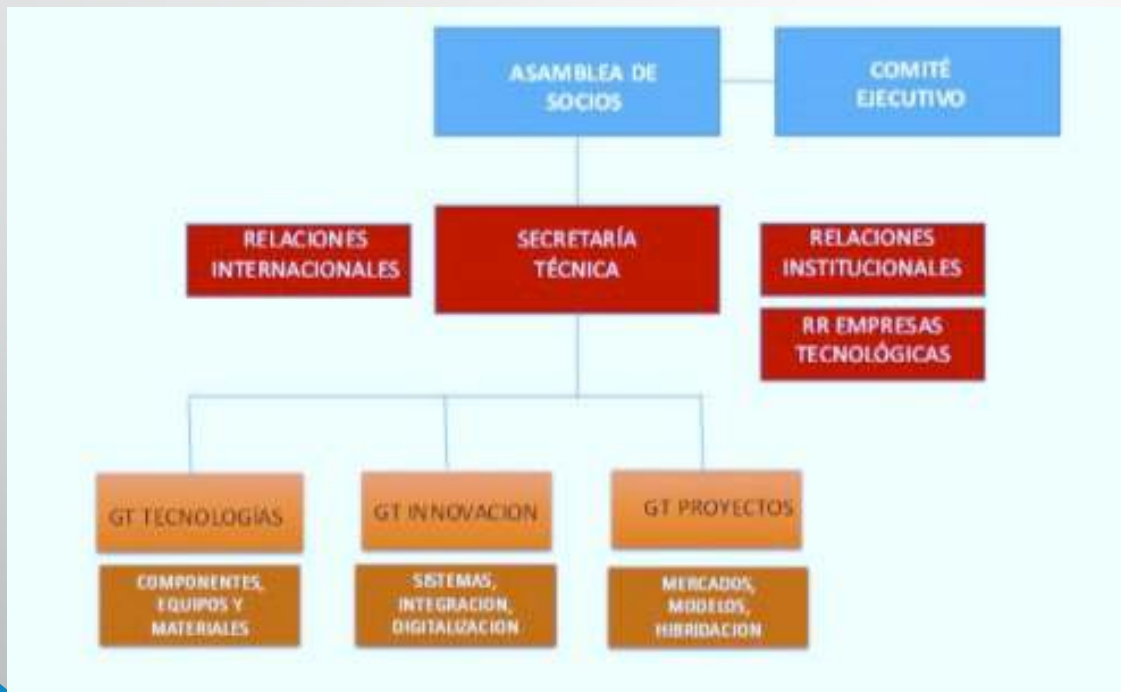 ASAMBLEA DE
SOCIOS
COMITÉ
EJECUTIVO
RELACIONES
INTERNACIONALES
SECRETARÍA
TÉCNICA
RELACIONES
INSTITUCIONALES
RR EMPRESAS
TECNOLÓGICAS
GT TECNOLOGÍAS
GT INNOVACION
GT PROYECTOS
COMPONENTES,
EQUIPOS Y
MATERIALES
SISTEMAS,
INTEGRACION,
DIGITALIZACION
MERCADOS,
MODELOS,
HIBRIDACION